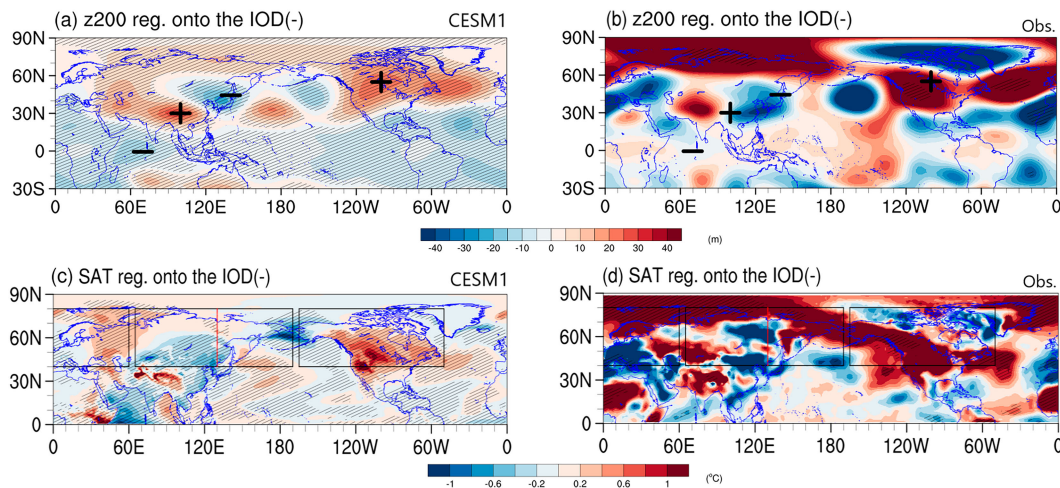 (a) z200 reg. onto the IOD(-) CESM1
90N
60N
30N
0
30S
0 60E 120E 180 120W 60W 0
(b) z200 reg. onto the IOD(-) Obs.
90N
60N
30N
0
30S
0 60E 120E 180 120W 60W 0
-40 -30 -20 -10 0 10 20 30 40 (m)
(c) SAT reg. onto the IOD(-) CESM1
90N
60N
30N
0
0 60E 120E 180 120W 60W 0
(d) SAT reg. onto the IOD(-) Obs.
90N
60N
30N
0
0 60E 120E 180 120W 60W 0
-1 -0.6 -0.2 0.2 0.6 1 (°C)